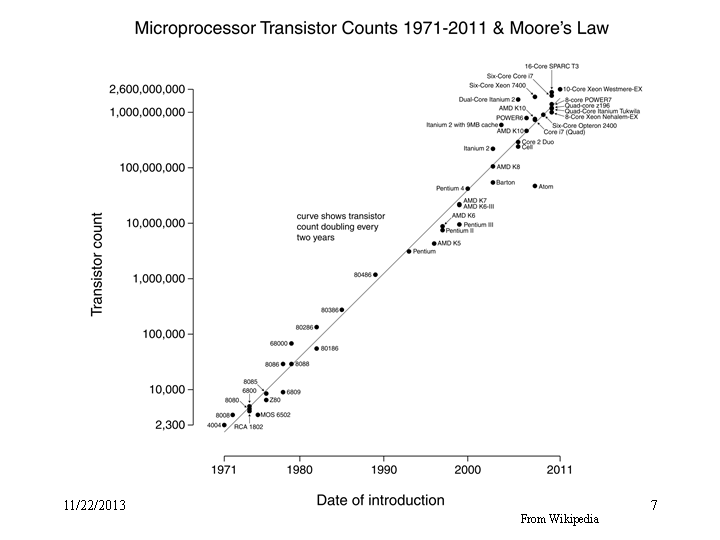 Microprocessor Transistor Counts 1971-2011 & Moore's Law
16-Core SPARC T3
Six-Core Core i7
Six-Core Xeon 7400
2,600,000,000
10-Core Xeon Westmere-EX
Dual-Core Itanium 2
8-core POWER7
Quad-core z196
AMD K10
1,000,000,000
Quad-Core Itanium Tukwila
POWER6
8-Core Xeon Nehalem-EX
Itanium 2 with 9MB cache
Six-Core Opteron 2400
AMD K10
Core i7 (Quad)
Core 2 Duo
Itanium 2
Cell
100,000,000
AMD K8
Pentium 4
Barton
Atom
AMD K7
AMD K6-III
curve shows transistor
count doubling every
two years
AMD K6
10,000,000
Pentium III
Pentium II
AMD K5
Pentium
Transistor count
1,000,000
80486
80386
100,000
80286
68000
80186
8086
8088
8085
10,000
6800
6809
8080
Z80
8008
MOS 6502
2,300
4004
RCA 1802
1971
1980
1990
2000
2011
Date of introduction
11/22/2013
7
From Wikipedia